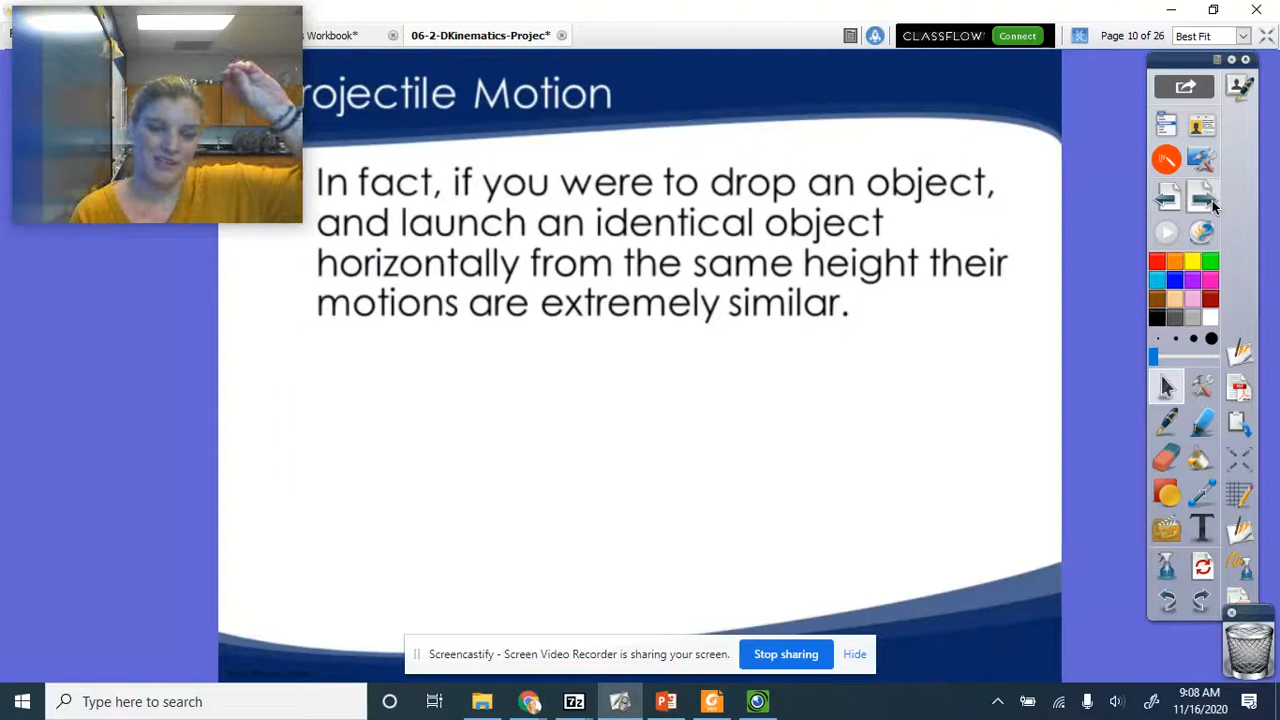 s Workbook*
06-2-DKinematics-Projec*
CLASSFLOW
Connect
Page 10 of 26
Best Fit
rojectile Motion
In fact, if you were to drop an object,
and launch an identical object
horizontally from the same height their
motions are extremely similar.
T
Screencastify - Screen Video Recorder is sharing your screen.
Stop sharing
Hide
Type here to search
7z
9:08 AM
11/16/2020